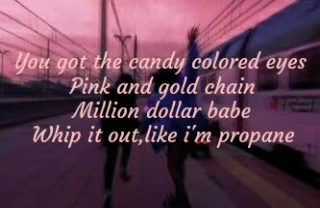 You got the candy colored eyes
Pink and gold chain
Million dollar babe
Whip it out,like i'm propane